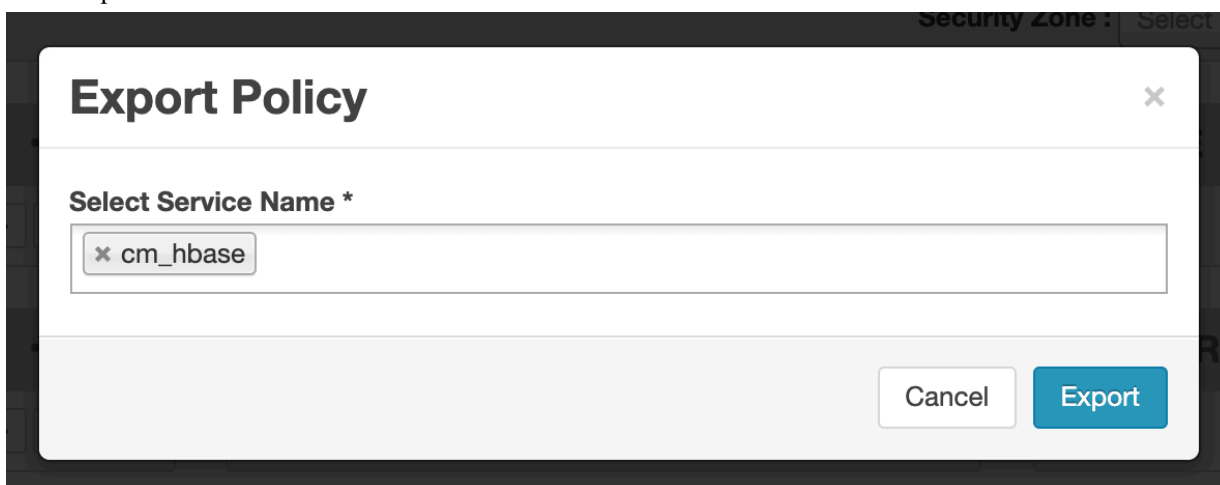 Security Zone : Select
Export Policy
×
Select Service Name *
× cm_hbase
Cancel Export